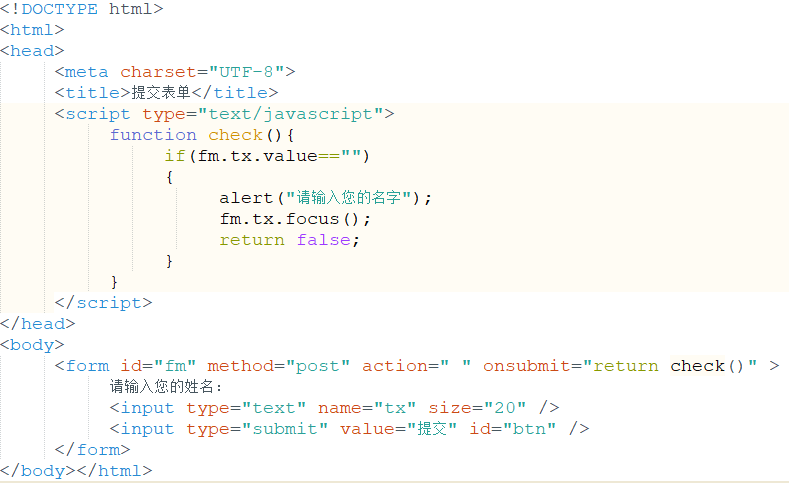 <!DOCTYPE html>
<html>
<head>
<meta charset="UTF-8">
<title>提交表单</title>
<script type="text/javascript">
function check(){
if(fm.tx.value=="")
{
alert("请输入您的名字");
fm.tx.focus();
return false;
}
}
</script>
</head>
<body>
<form id="fm" method="post" action=" " onsubmit="return check()" >
请输入您的姓名:
<input type="text" name="tx" size="20" />
<input type="submit" value="提交" id="btn" />
</form>
</body></html>